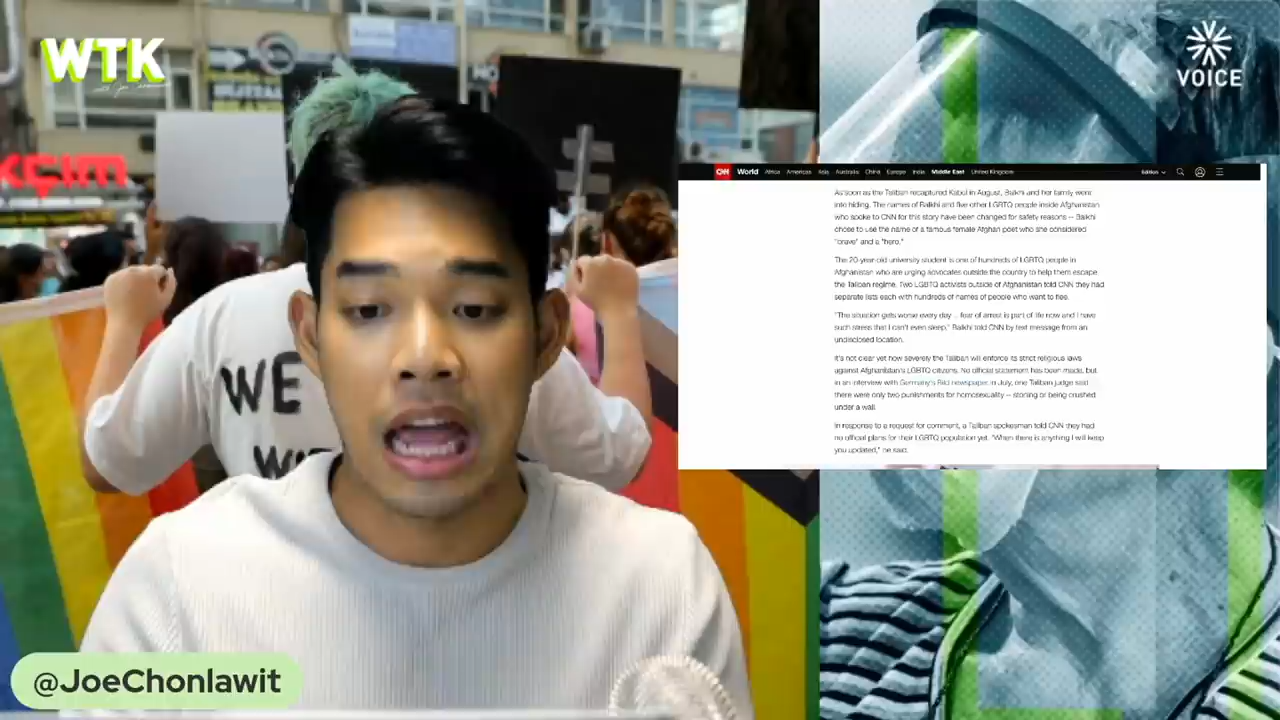 WTK
VOICE
kçim
WE
CNN World Africa Americas Asia Australia China Europe India Middle East United Kingdom Edition
As soon as the Taliban recaptured Kabul in August, Balkhi and her family went
into hiding. The names of Balkhi and five other LGBTQ people inside Afghanistan
who spoke to CNN for this story have been changed for safety reasons -- Balkhi
chose to use the name of a famous female Afghan poet who she considered
"brave" and a "hero."
The 20-year-old university student is one of hundreds of LGBTQ people in
Afghanistan who are urging advocates outside the country to help them escape
the Taliban regime. Two LGBTQ activists outside of Afghanistan told CNN they had
separate lists each with hundreds of names of people who want to flee.
"The situation gets worse every day ... fear of arrest is part of life now and I have
such stress that I can't even sleep," Balkhi told CNN by text message from an
undisclosed location.
It's not clear yet how severely the Taliban will enforce its strict religious laws
against Afghanistan's LGBTQ citizens. No official statement has been made, but
in an interview with Germany's Bild newspaper in July, one Taliban judge said
there were only two punishments for homosexuality -- stoning or being crushed
under a wall.
In response to a request for comment, a Taliban spokesman told CNN they had
no official plans for their LGBTQ population yet. "When there is anything I will keep
you updated," he said.
@JoeChonlawit